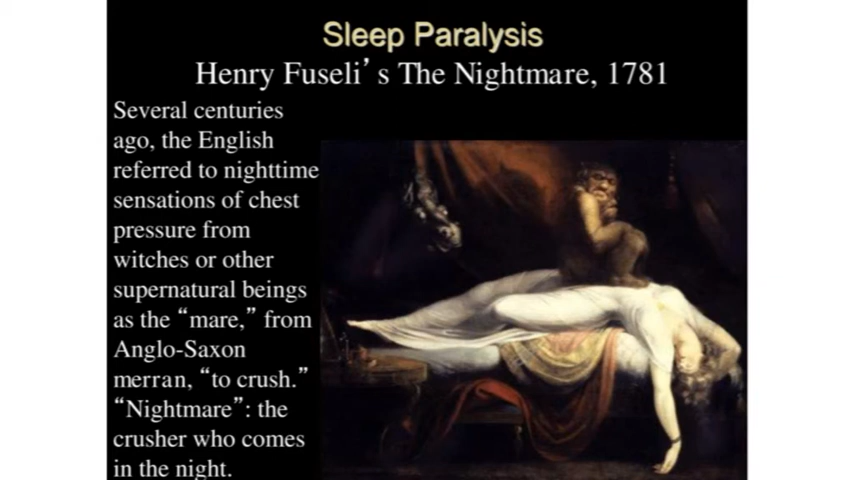 Sleep Paralysis
Henry Fuseli’s The Nightmare, 1781
Several centuries
ago, the English
referred to nighttime
sensations of chest
pressure from
witches or other
supernatural beings
as the “mare,” from
Anglo-Saxon
merran, “to crush.”
“Nightmare”: the
crusher who comes
in the night.